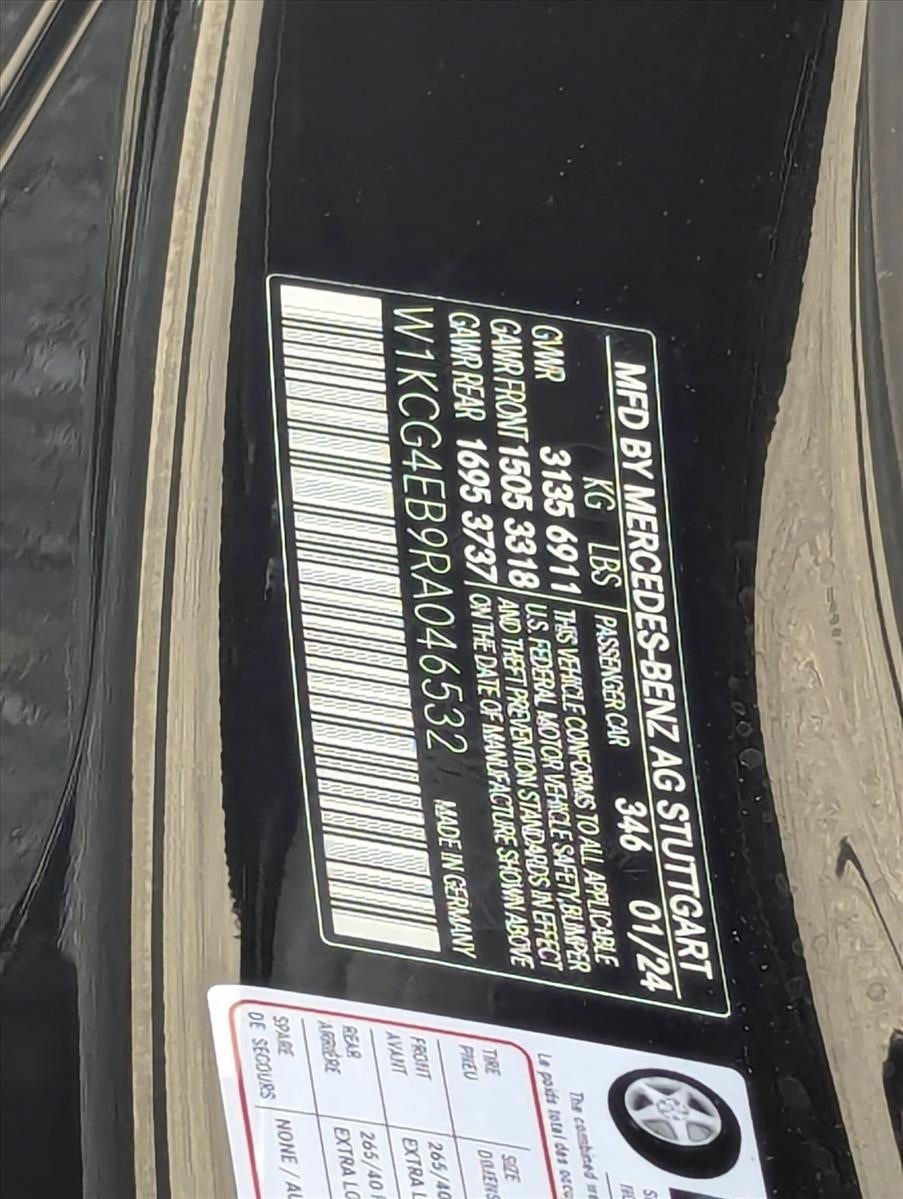 MFD BY MERCEDES-BENZ AG STUTTGART
KG LBS PASSENGER CAR 346 01/24
GVWR 3135 6911 THIS VEHICLE CONFORMS TO ALL APPLICABLE
GAWR FRONT 1505 3318 U.S. FEDERAL MOTOR VEHICLE SAFETY, BUMPER
GAWR REAR 1695 3737 AND THEFT PREVENTION STANDARDS IN EFFECT
ON THE DATE OF MANUFACTURE SHOWN ABOVE
W1KCG4EB9RA046532 MADE IN GERMANY
The combined
Le poids total des occu
TIRE SIZE
PNEU
FRONT 265/40
AVANT EXTRA L
REAR 265/40
ARRIÈRE EXTRA LO
SPARE NONE / AU
DE SECOURS